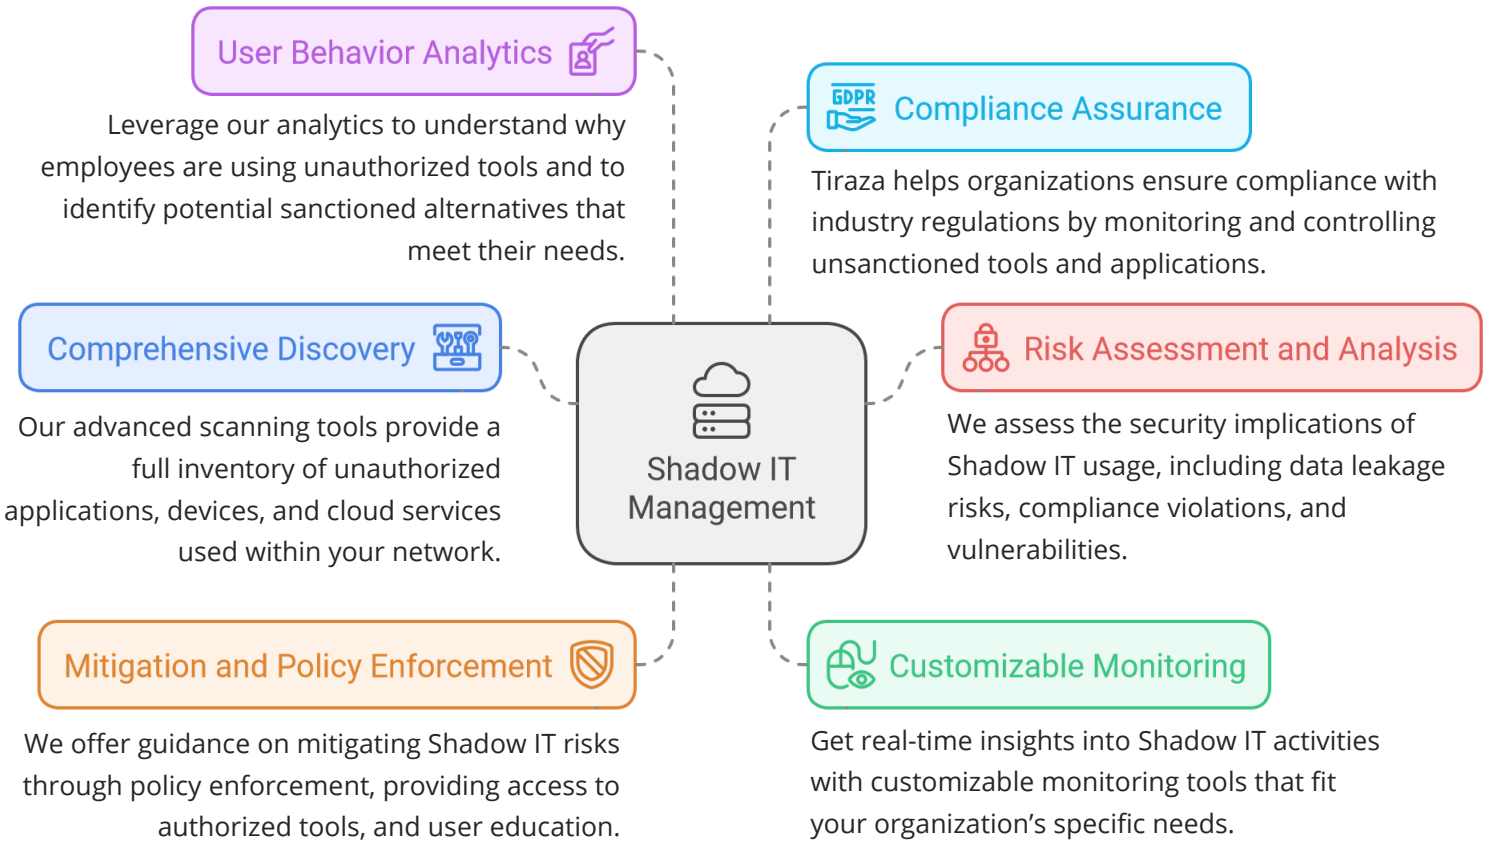 User Behavior Analytics
Leverage our analytics to understand why
employees are using unauthorized tools and to
identify potential sanctioned alternatives that
meet their needs.
GDPR
Compliance Assurance
Tiraza helps organizations ensure compliance with
industry regulations by monitoring and controlling
unsanctioned tools and applications.
Comprehensive Discovery
Our advanced scanning tools provide a
full inventory of unauthorized
applications, devices, and cloud services
used within your network.
Shadow IT
Management
Risk Assessment and Analysis
We assess the security implications of
Shadow IT usage, including data leakage
risks, compliance violations, and
vulnerabilities.
Mitigation and Policy Enforcement
We offer guidance on mitigating Shadow IT risks
through policy enforcement, providing access to
authorized tools, and user education.
Customizable Monitoring
Get real-time insights into Shadow IT activities
with customizable monitoring tools that fit
your organization’s specific needs.